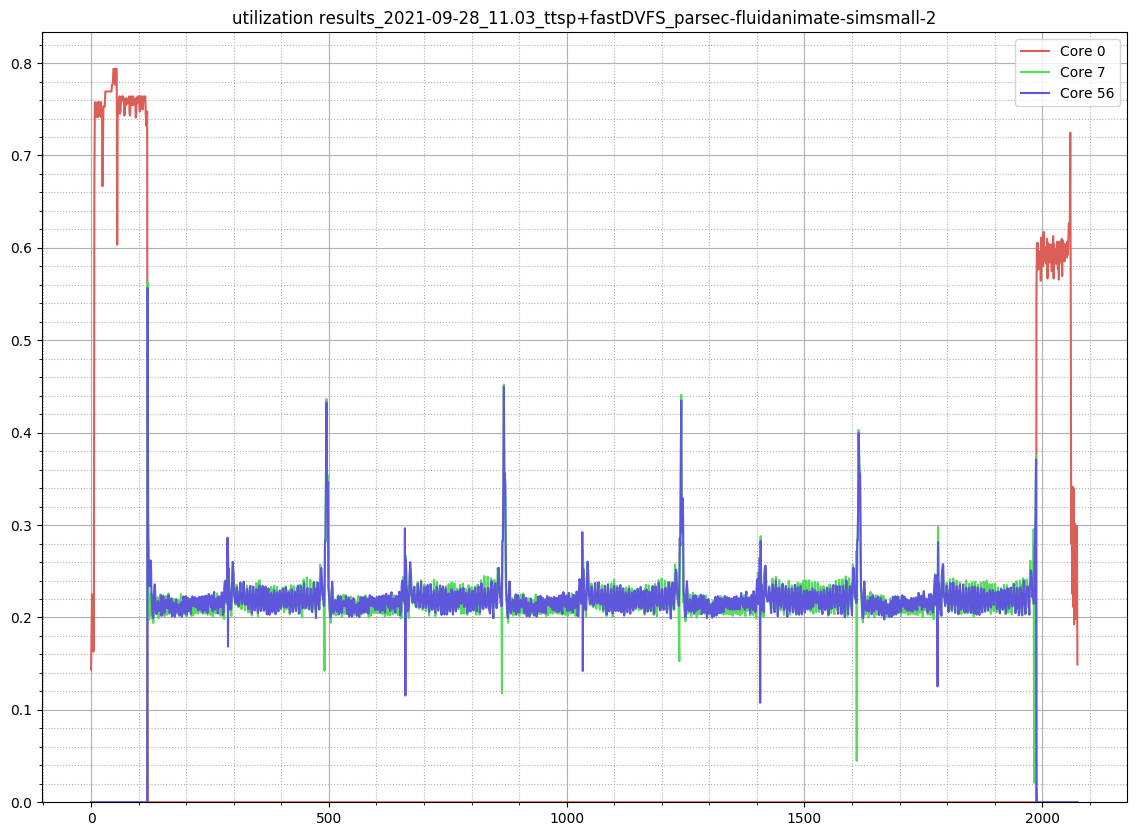 utilization results_2021-09-28_11.03_ttsp+fastDVFS_parsec-fluidanimate-simsmall-2
Core 0
Core 7
Core 56
0.8
0.7
0.6
0.5
0.4
0.3
0.2
0.1
0.0
0 500 1000 1500 2000